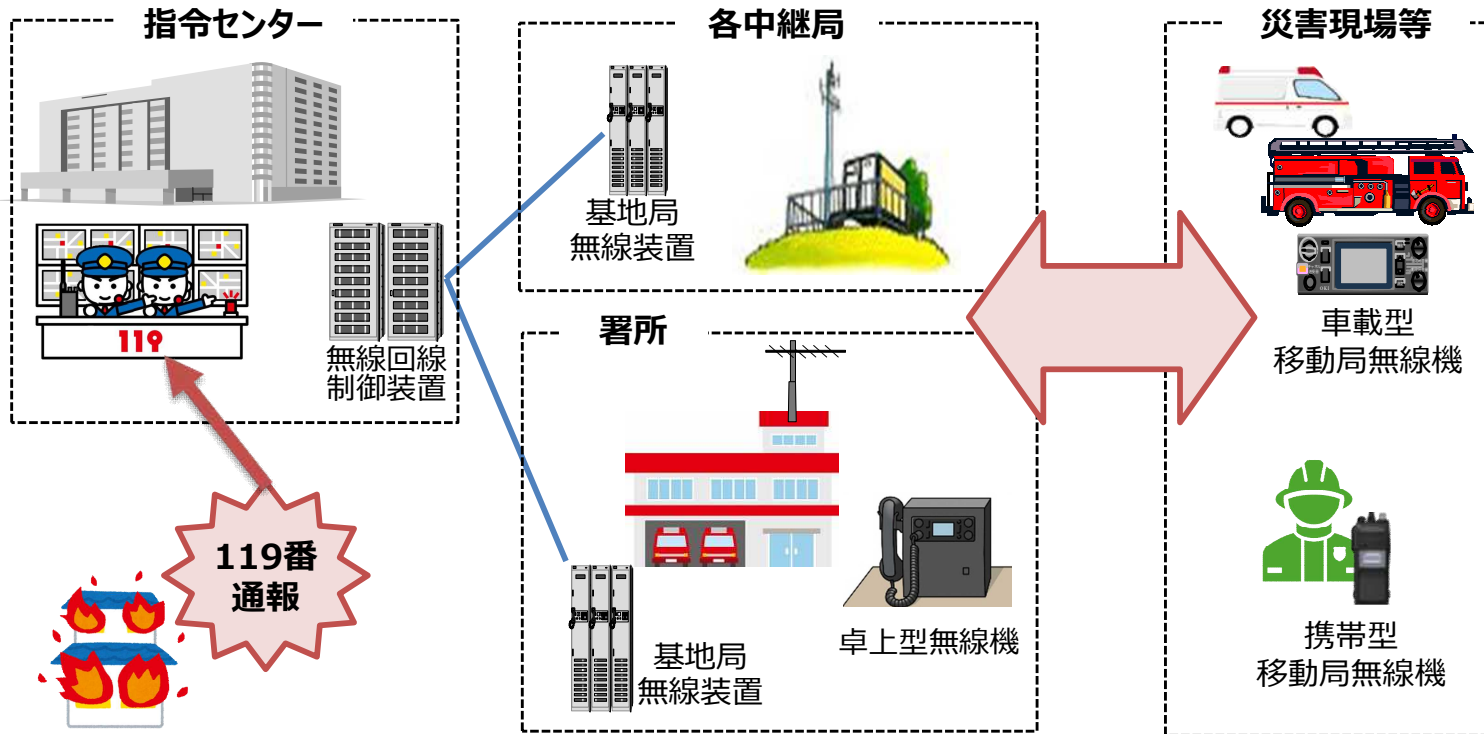 指令センター
119
無線回線
制御装置
119番
通報
各中継局
基地局
無線装置
署所
基地局
無線装置
卓上型無線機
災害現場等
車載型
移動局無線機
携帯型
移動局無線機